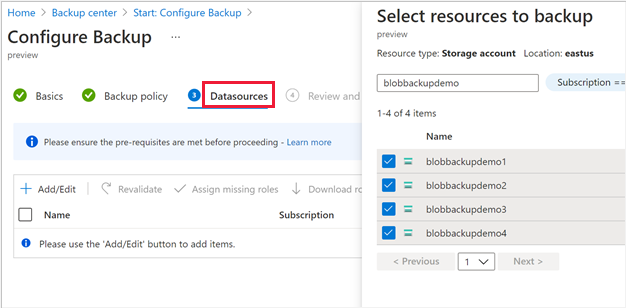 Home > Backup center > Start: Configure Backup >
Configure Backup ...
preview
Basics
Backup policy
3 Datasources
4 Review and
Please ensure the pre-requisites are met before proceeding - Learn more
+ Add/Edit
Revalidate
Assign missing roles
Download ro
Name
Subscription
Please use the 'Add/Edit' button to add items.
Select resources to backup
preview
Resource type: Storage account Location: eastus
blobbackupdemo
Subscription ==
1-4 of 4 items
Name
blobbackupdemo1
blobbackupdemo2
blobbackupdemo3
blobbackupdemo4
< Previous
1
Next >